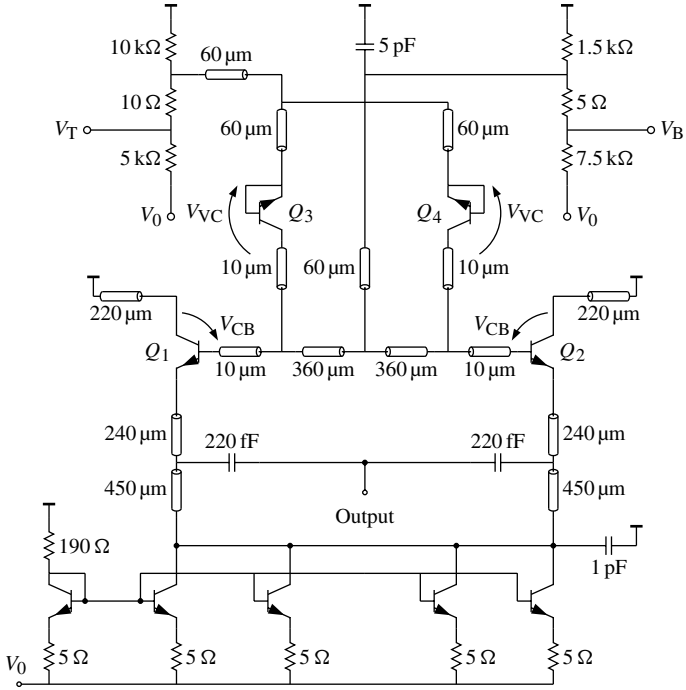 10 kΩ
60 μm
5 pF
1.5 kΩ
10 Ω
5 Ω
V_T
V_B
60 μm
60 μm
5 kΩ
7.5 kΩ
V_0
V_VC
Q_3
Q_4
V_VC
V_0
10 μm
60 μm
10 μm
220 μm
V_CB
V_CB
220 μm
Q_1
10 μm
360 μm
360 μm
10 μm
Q_2
240 μm
220 fF
220 fF
240 μm
450 μm
450 μm
Output
190 Ω
1 pF
V_0
5 Ω
5 Ω
5 Ω
5 Ω
5 Ω